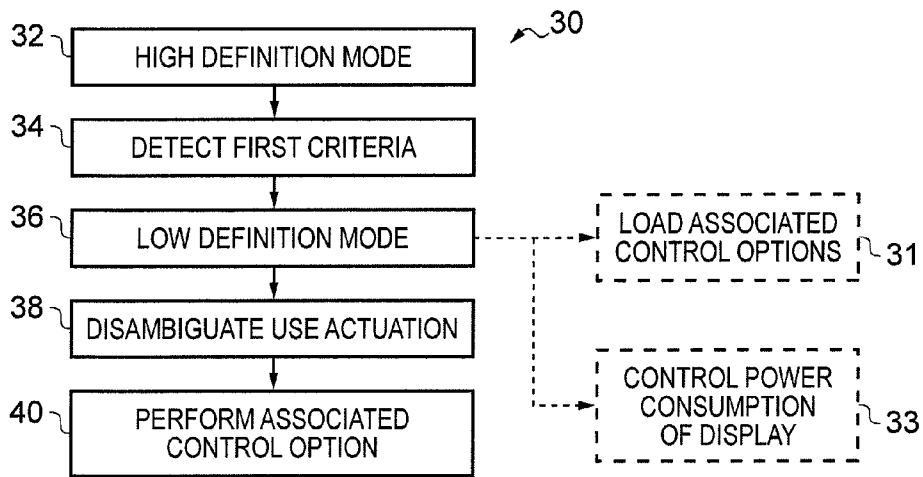 30
32
HIGH DEFINITION MODE
34
DETECT FIRST CRITERIA
36
LOW DEFINITION MODE
LOAD ASSOCIATED
CONTROL OPTIONS
31
38
DISAMBIGUATE USE ACTUATION
40
PERFORM ASSOCIATED
CONTROL OPTION
CONTROL POWER
CONSUMPTION
OF DISPLAY
33